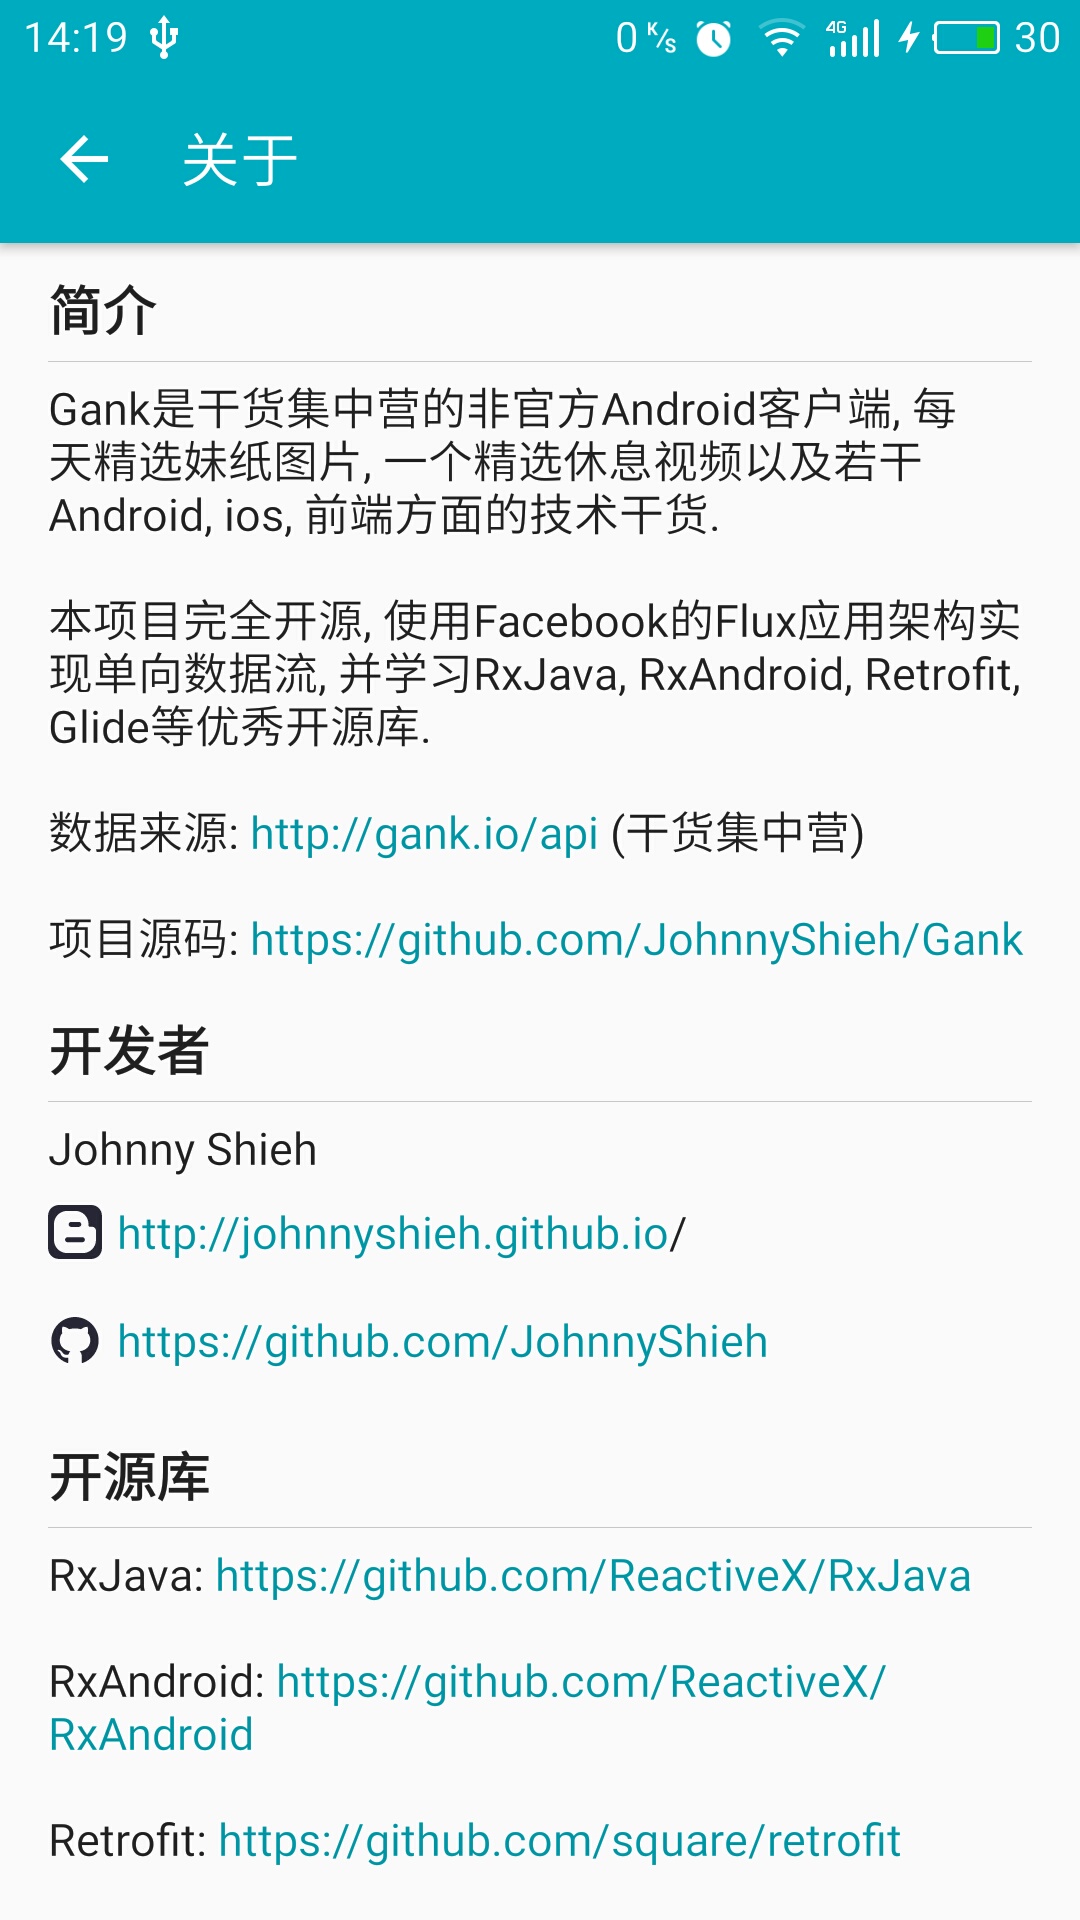 14:19 0 K/s 4G 30
关于
简介
Gank是干货集中营的非官方Android客户端, 每
天精选妹纸图片, 一个精选休息视频以及若干
Android, ios, 前端方面的技术干货.
本项目完全开源, 使用Facebook的Flux应用架构实
现单向数据流, 并学习RxJava, RxAndroid, Retrofit,
Glide等优秀开源库.
数据来源: http://gank.io/api (干货集中营)
项目源码: https://github.com/JohnnyShieh/Gank
开发者
Johnny Shieh
http://johnnyshieh.github.io/
https://github.com/JohnnyShieh
开源库
RxJava: https://github.com/ReactiveX/RxJava
RxAndroid: https://github.com/ReactiveX/
RxAndroid
Retrofit: https://github.com/square/retrofit